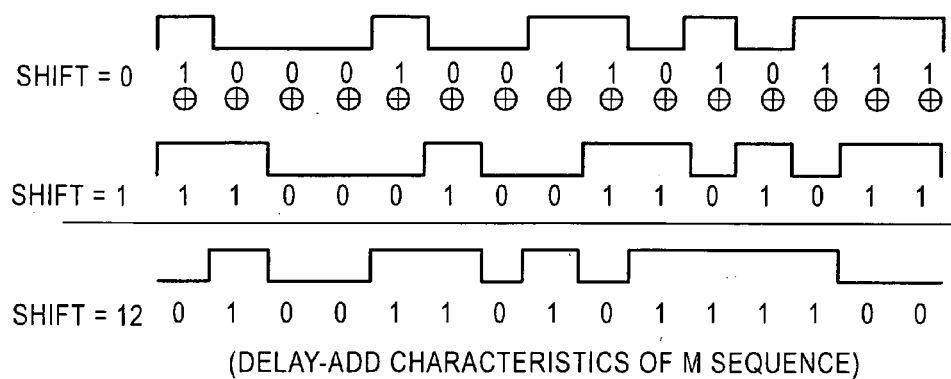 SHIFT = 0 1 0 0 0 1 0 0 1 1 0 1 0 1 1 1
⊕ ⊕ ⊕ ⊕ ⊕ ⊕ ⊕ ⊕ ⊕ ⊕ ⊕ ⊕ ⊕ ⊕ ⊕
SHIFT = 1 1 1 0 0 0 1 0 0 1 1 0 1 0 1 1
SHIFT = 12 0 1 0 0 1 1 0 1 0 1 1 1 1 0 0
(DELAY-ADD CHARACTERISTICS OF M SEQUENCE)